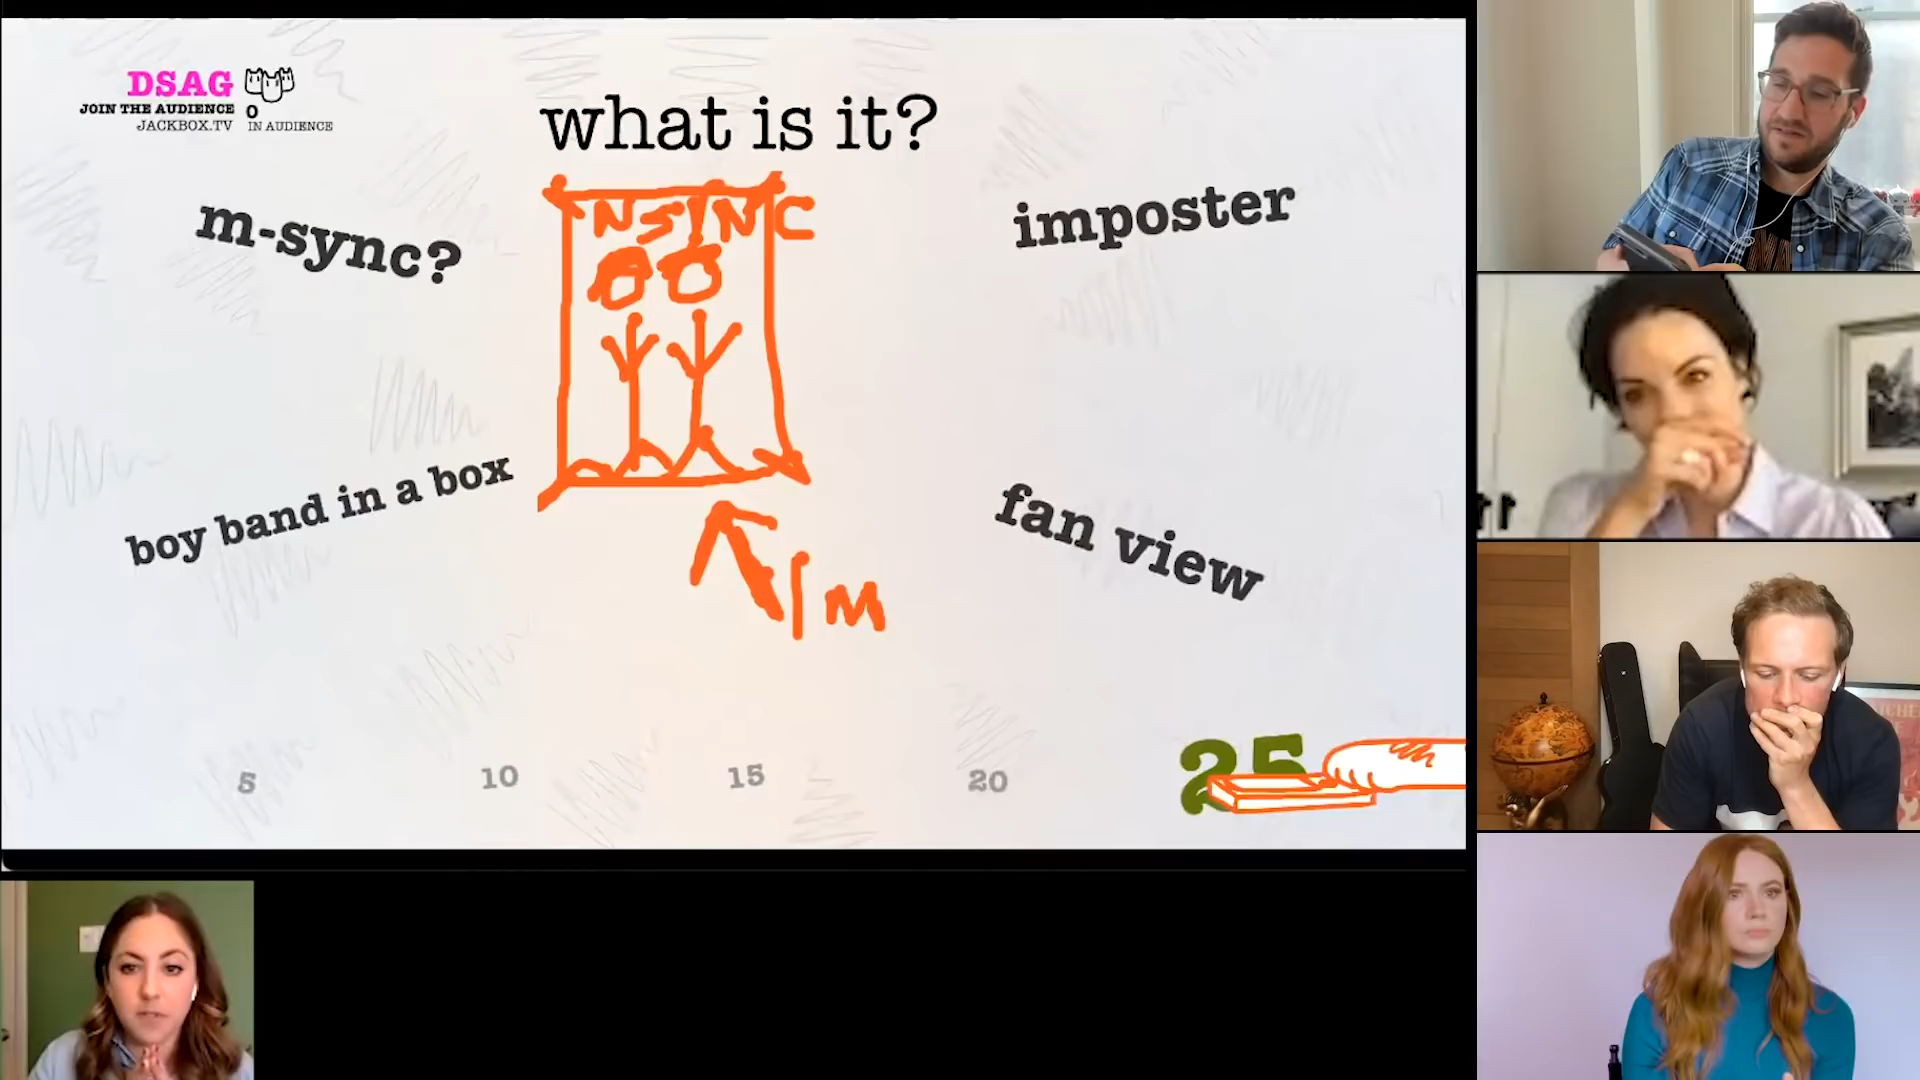 DSAG
JOIN THE AUDIENCE
JACKBOX.TV
0
IN AUDIENCE
what is it?
m-sync?
NSINC
imposter
boy band in a box
fan view
M
5
10
15
20
25